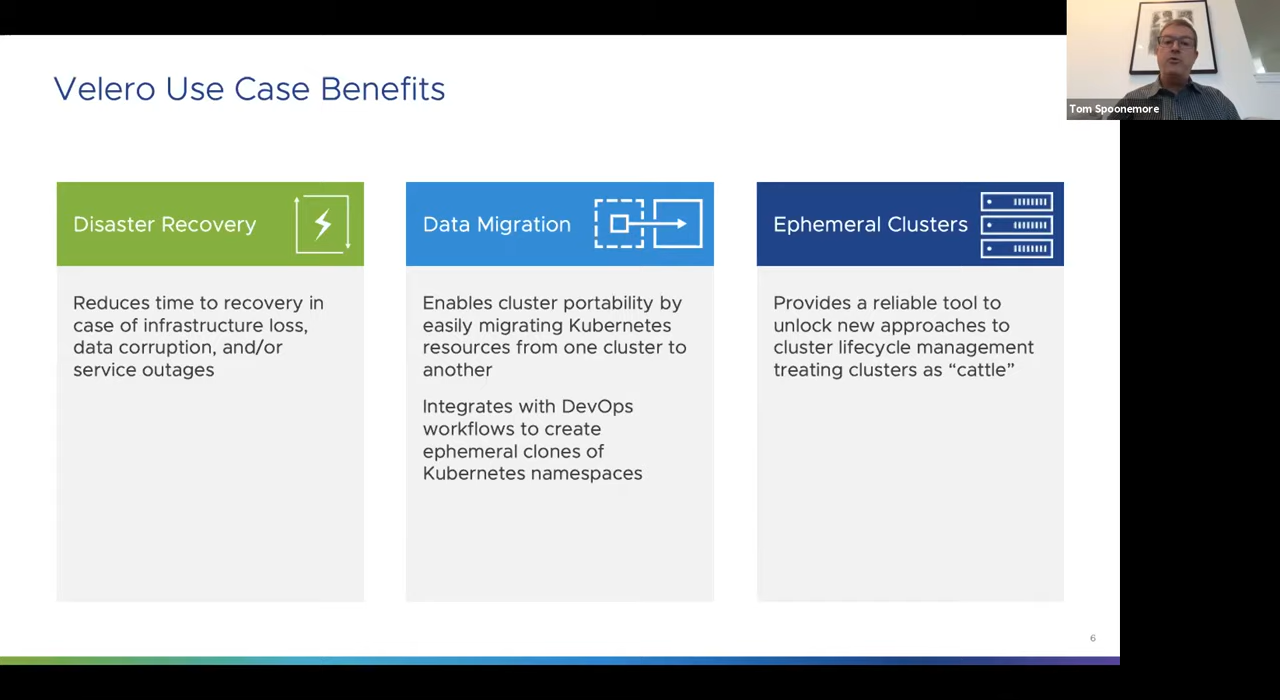 Velero Use Case Benefits
Tom Spoonemore
Disaster Recovery
Reduces time to recovery in
case of infrastructure loss,
data corruption, and/or
service outages
Data Migration
Enables cluster portability by
easily migrating Kubernetes
resources from one cluster to
another
Integrates with DevOps
workflows to create
ephemeral clones of
Kubernetes namespaces
Ephemeral Clusters
Provides a reliable tool to
unlock new approaches to
cluster lifecycle management
treating clusters as “cattle”
6